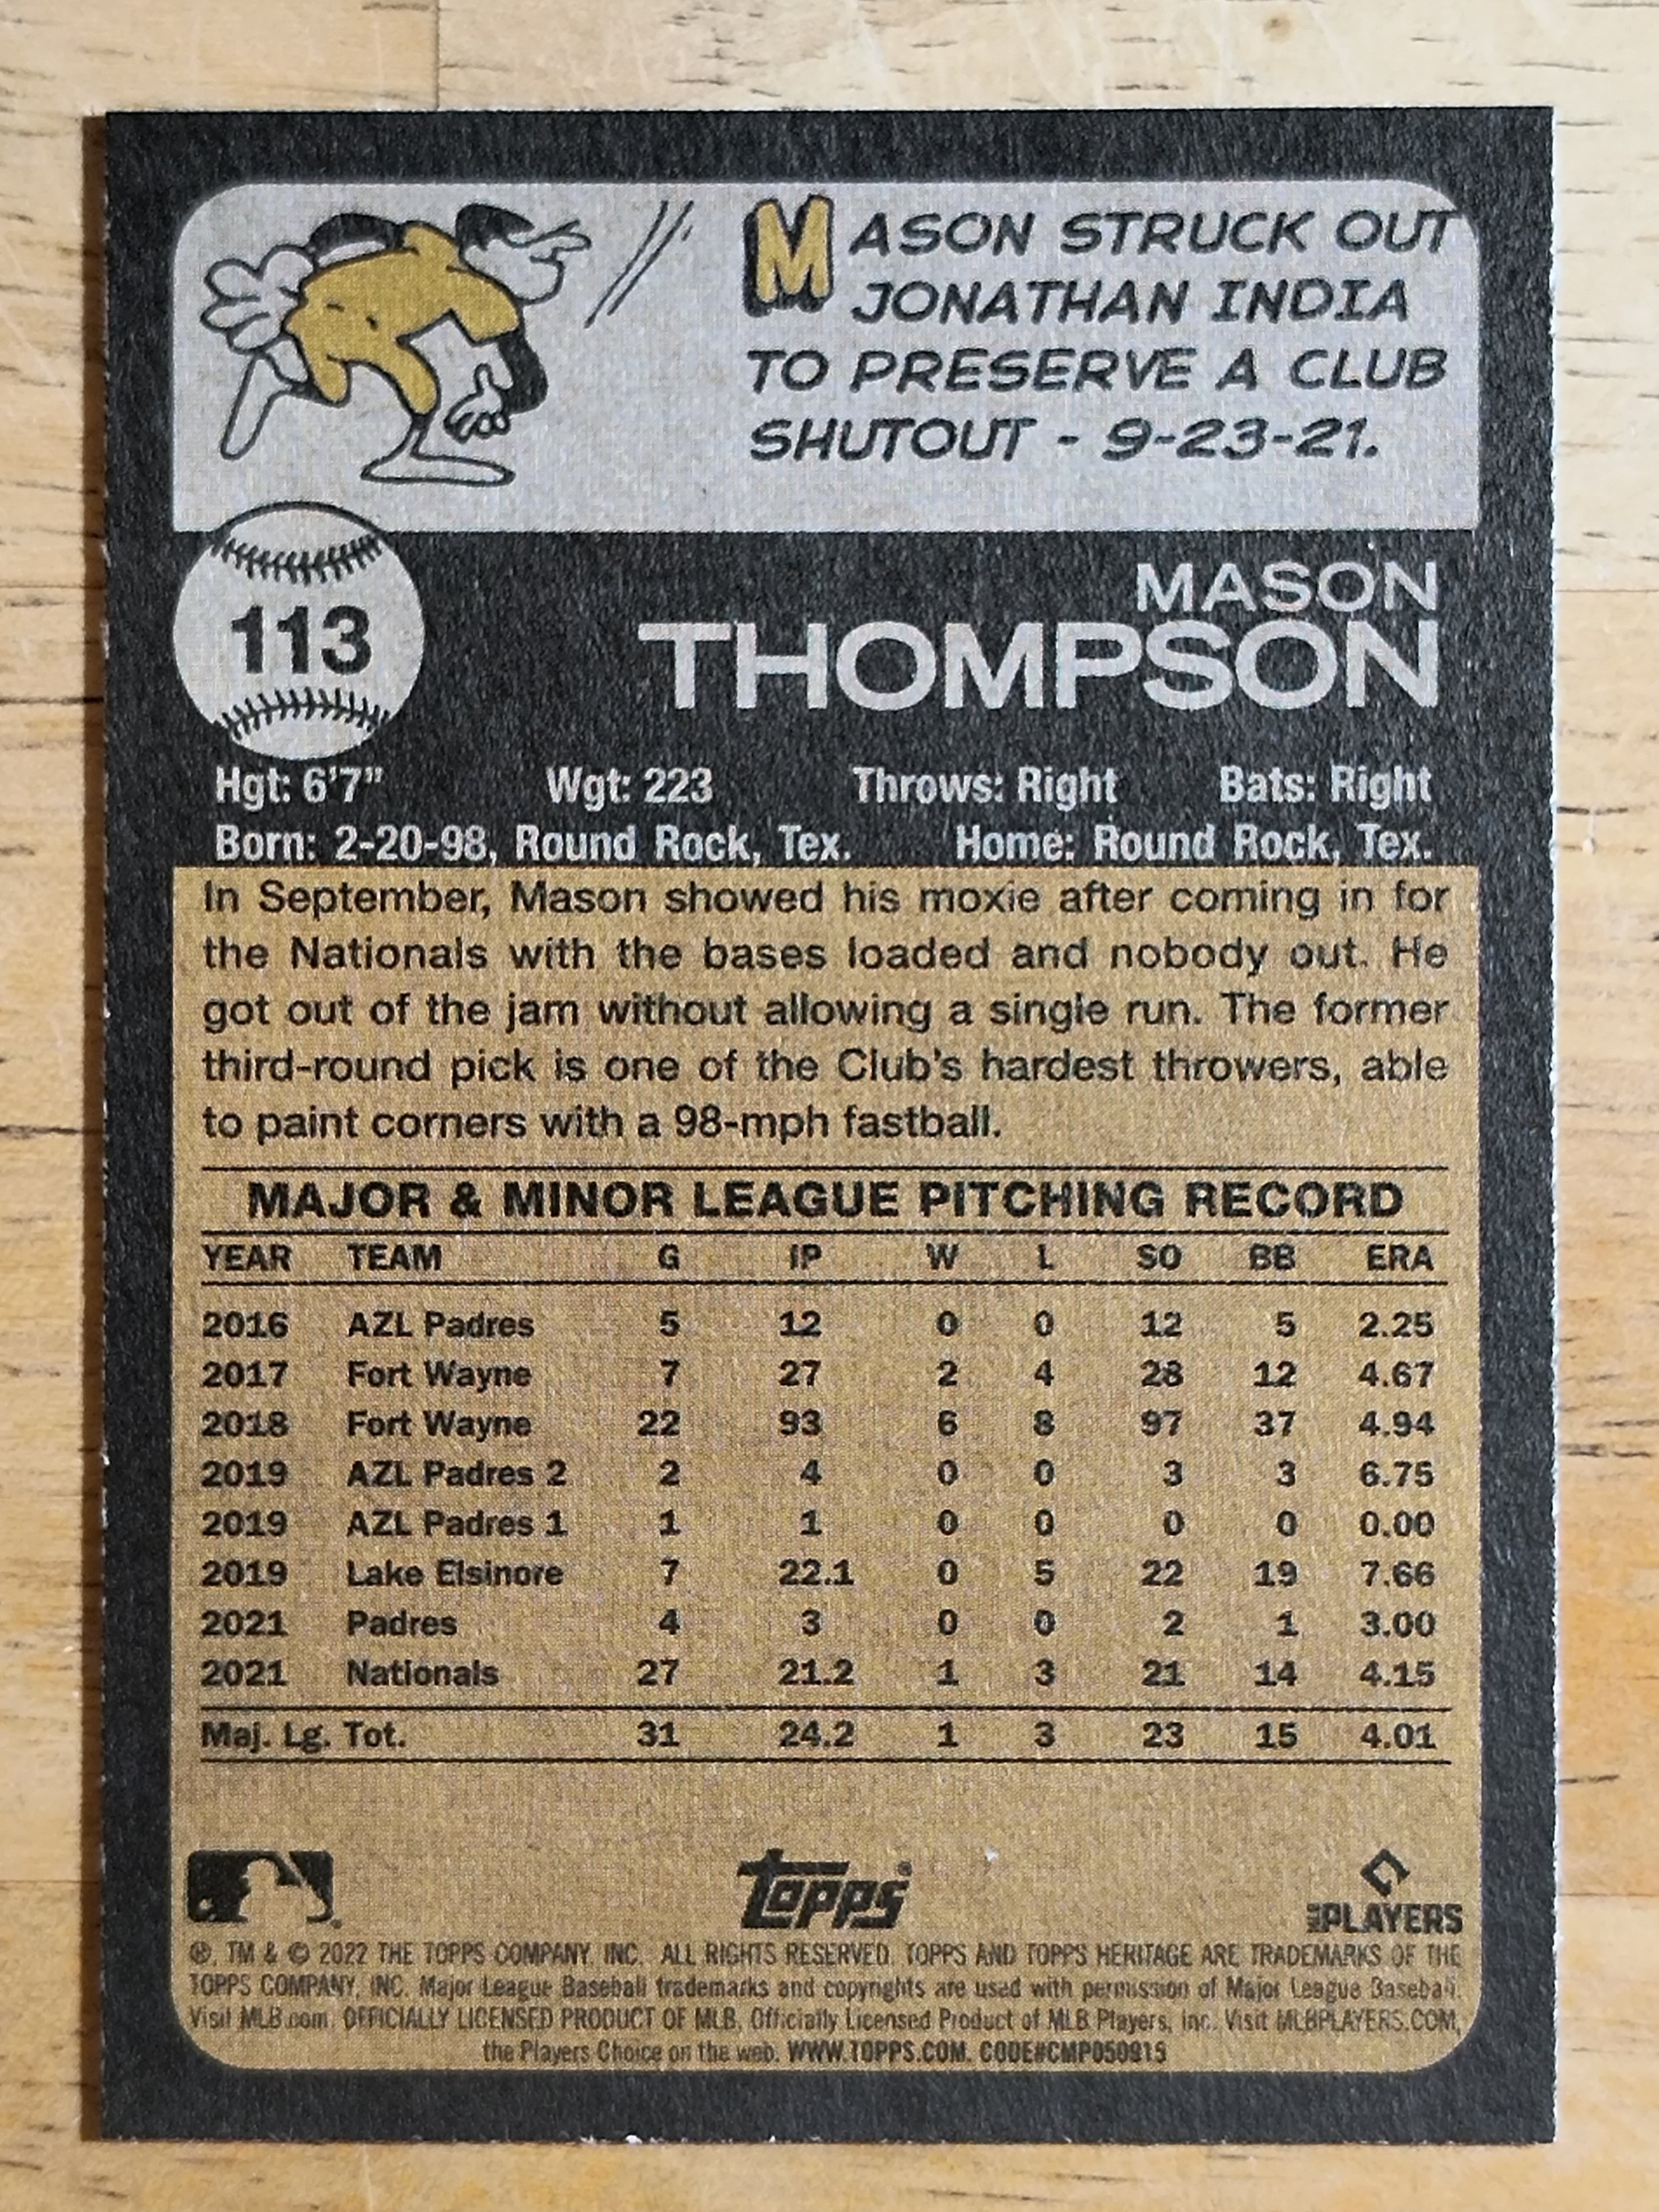 MASON STRUCK OUT
JONATHAN INDIA
TO PRESERVE A CLUB
SHUTOUT - 9-23-21.
113
MASON
THOMPSON
Hgt: 6'7" Wgt: 223 Throws: Right Bats: Right
Born: 2-20-98, Round Rock, Tex. Home: Round Rock, Tex.
In September, Mason showed his moxie after coming in for
the Nationals with the bases loaded and nobody out. He
got out of the jam without allowing a single run. The former
third-round pick is one of the Club's hardest throwers, able
to paint corners with a 98-mph fastball.
MAJOR & MINOR LEAGUE PITCHING RECORD
YEAR TEAM G IP W L SO BB ERA
2016 AZL Padres 5 12 0 0 12 5 2.25
2017 Fort Wayne 7 27 2 4 28 12 4.67
2018 Fort Wayne 22 93 6 8 97 37 4.94
2019 AZL Padres 2 2 4 0 0 3 3 6.75
2019 AZL Padres 1 1 1 0 0 0 0 0.00
2019 Lake Elsinore 7 22.1 0 5 22 19 7.66
2021 Padres 4 3 0 0 2 1 3.00
2021 Nationals 27 21.2 1 3 21 14 4.15
Maj. Lg. Tot. 31 24.2 1 3 23 15 4.01
topps
MLB PLAYERS
®, TM & © 2022 THE TOPPS COMPANY, INC. ALL RIGHTS RESERVED. TOPPS AND TOPPS HERITAGE ARE TRADEMARKS OF THE
TOPPS COMPANY, INC. Major League Baseball trademarks and copyrights are used with permission of Major League Baseball.
Visit MLB.com. OFFICIALLY LICENSED PRODUCT OF MLB, Officially Licensed Product of MLB Players, Inc. Visit MLBPLAYERS.COM,
the Players Choice on the web. WWW.TOPPS.COM. CODE#CMP050815